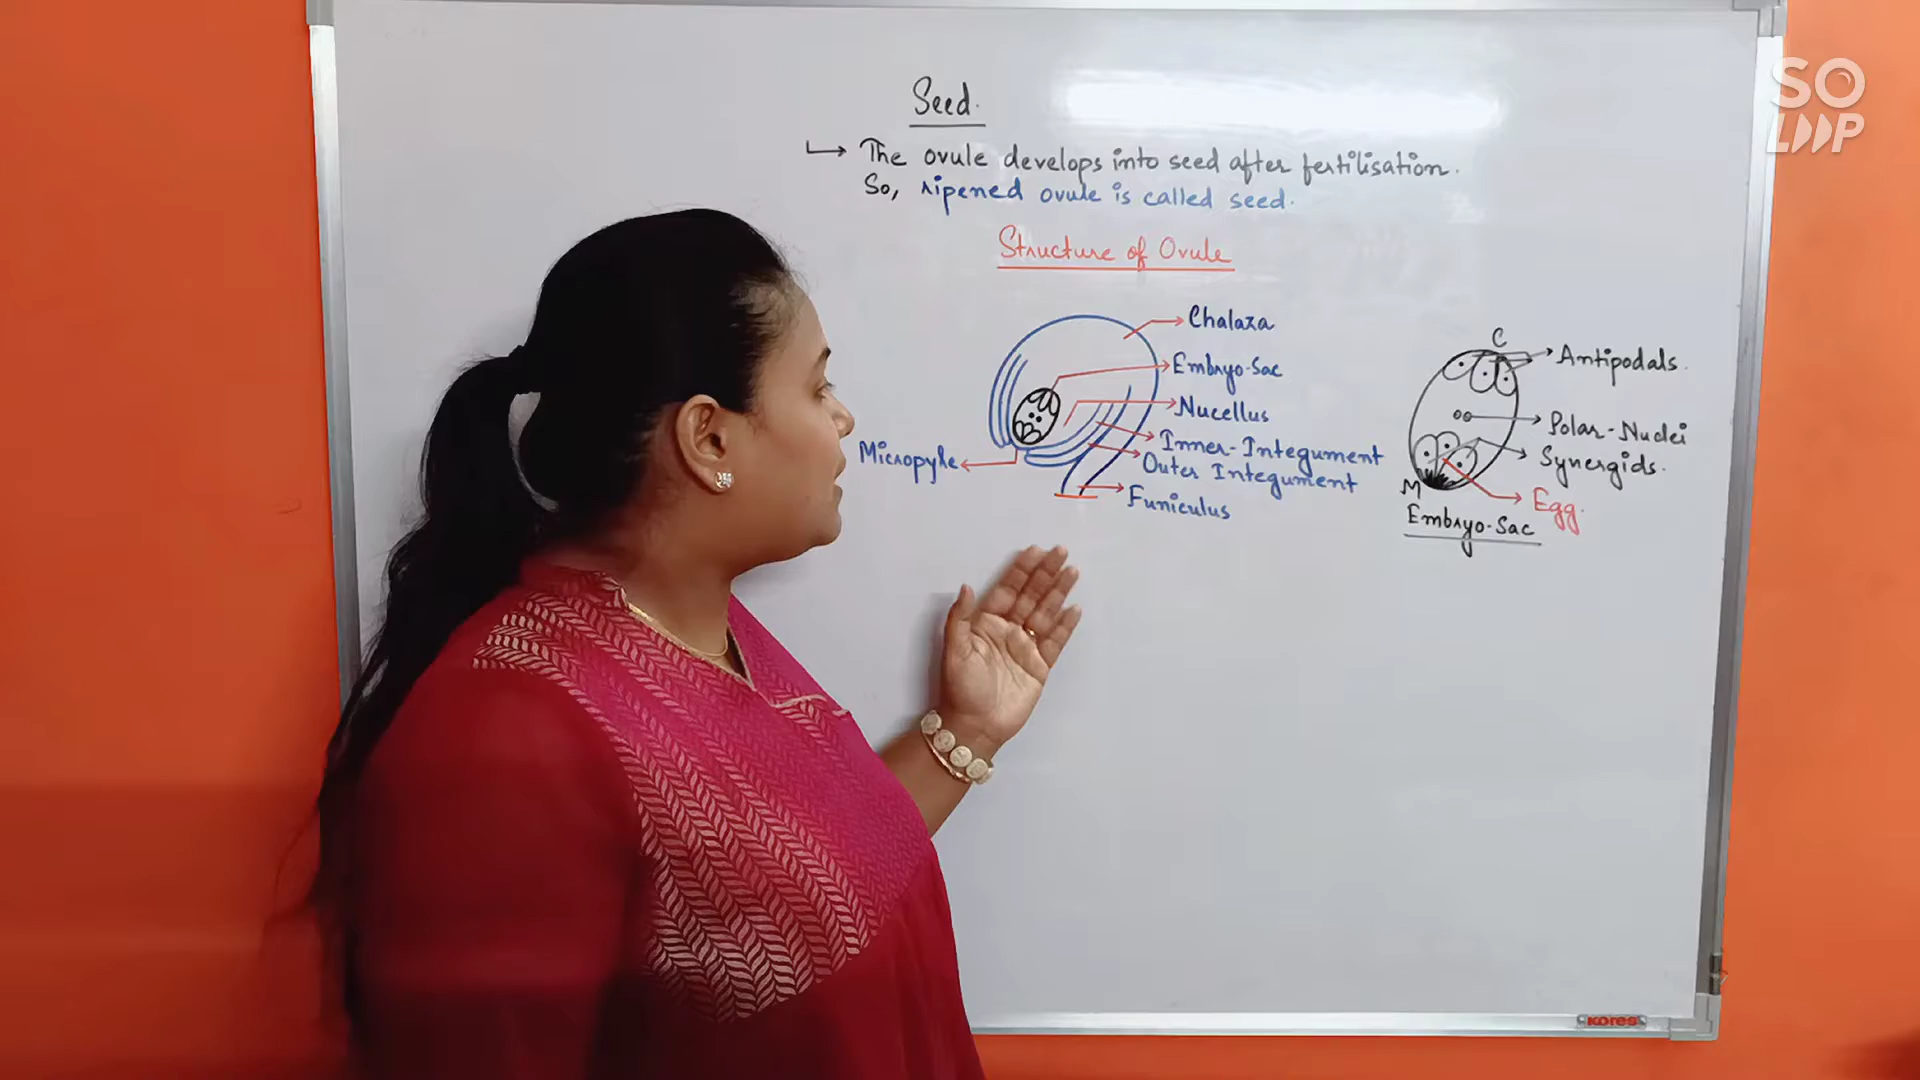 Seed.
The ovule develops into seed after fertilisation.
So, ripened ovule is called seed.
Structure of Ovule
Chalaza
Embryo-Sac
Nucellus
Inner-Integument
Outer Integument
Funiculus
Micropyle
C
Antipodals.
Polar-Nuclei
Synergids.
Egg.
M
Embryo-Sac
SO
LOOP
KORES